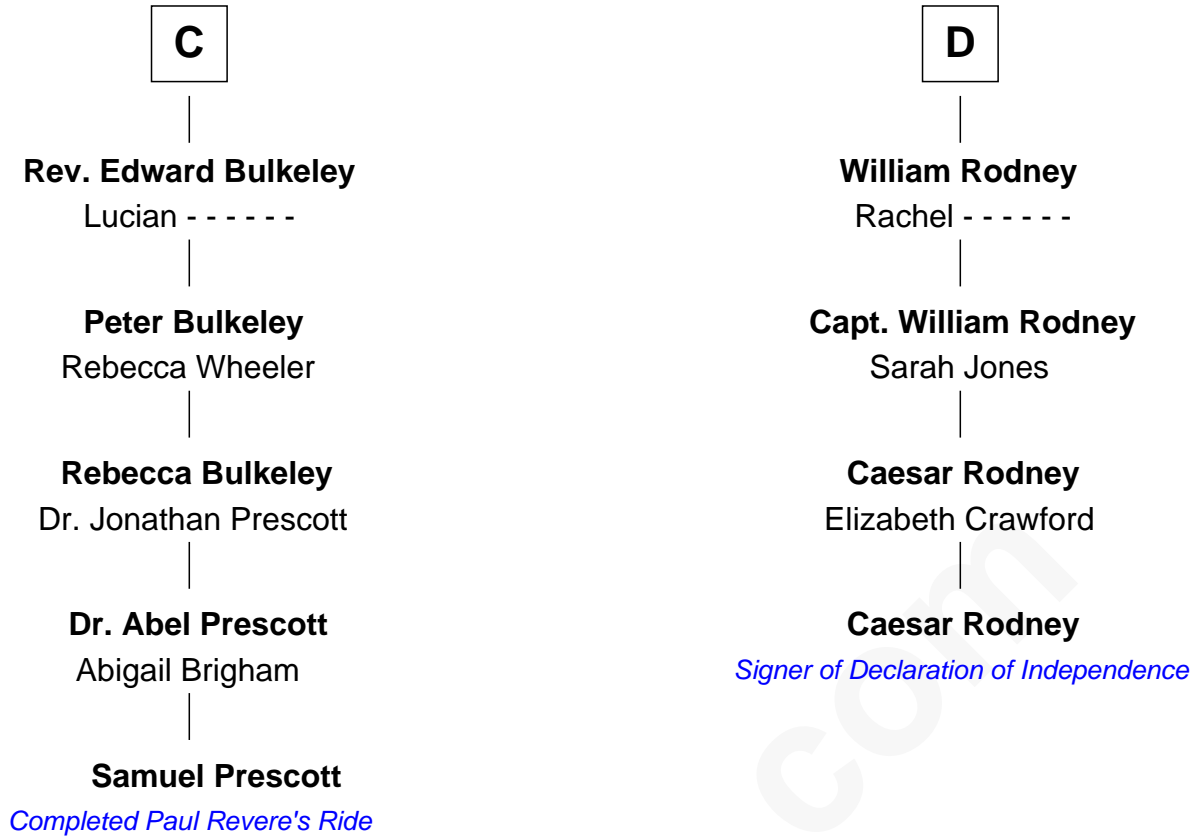 C
Rev. Edward Bulkeley
Lucian - - - - - -
Peter Bulkeley
Rebecca Wheeler
Rebecca Bulkeley
Dr. Jonathan Prescott
Dr. Abel Prescott
Abigail Brigham
Samuel Prescott
Completed Paul Revere's Ride
D
William Rodney
Rachel - - - - - -
Capt. William Rodney
Sarah Jones
Caesar Rodney
Elizabeth Crawford
Caesar Rodney
Signer of Declaration of Independence
com